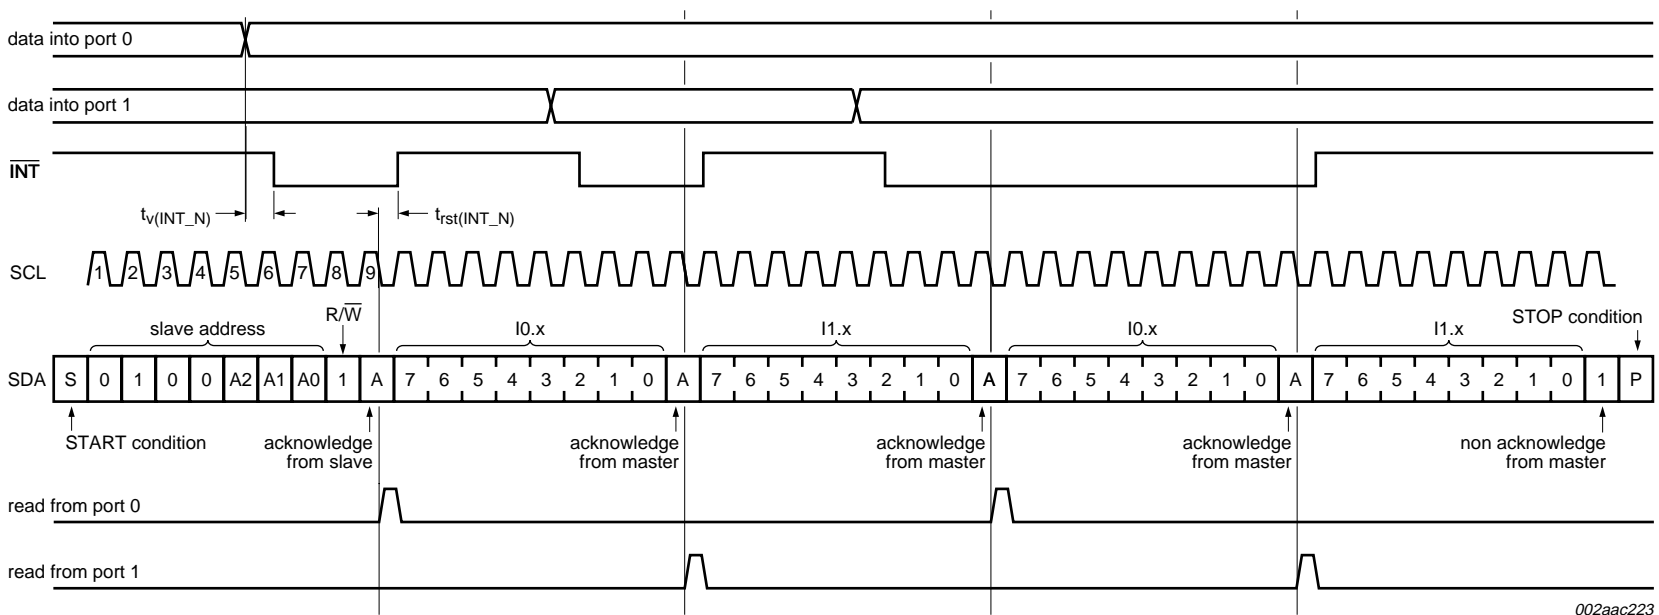 data into port 0
data into port 1
INT
tv(INT_N)
trst(INT_N)
SCL
1 2 3 4 5 6 7 8 9
R/W
slave address
I0.x
I1.x
I0.x
I1.x
STOP condition
SDA S 0 1 0 0 A2 A1 A0 1 A 7 6 5 4 3 2 1 0 A 7 6 5 4 3 2 1 0 A 7 6 5 4 3 2 1 0 A 7 6 5 4 3 2 1 0 1 P
START condition
acknowledge
from slave
acknowledge
from master
acknowledge
from master
acknowledge
from master
non acknowledge
from master
read from port 0
read from port 1
002aac223